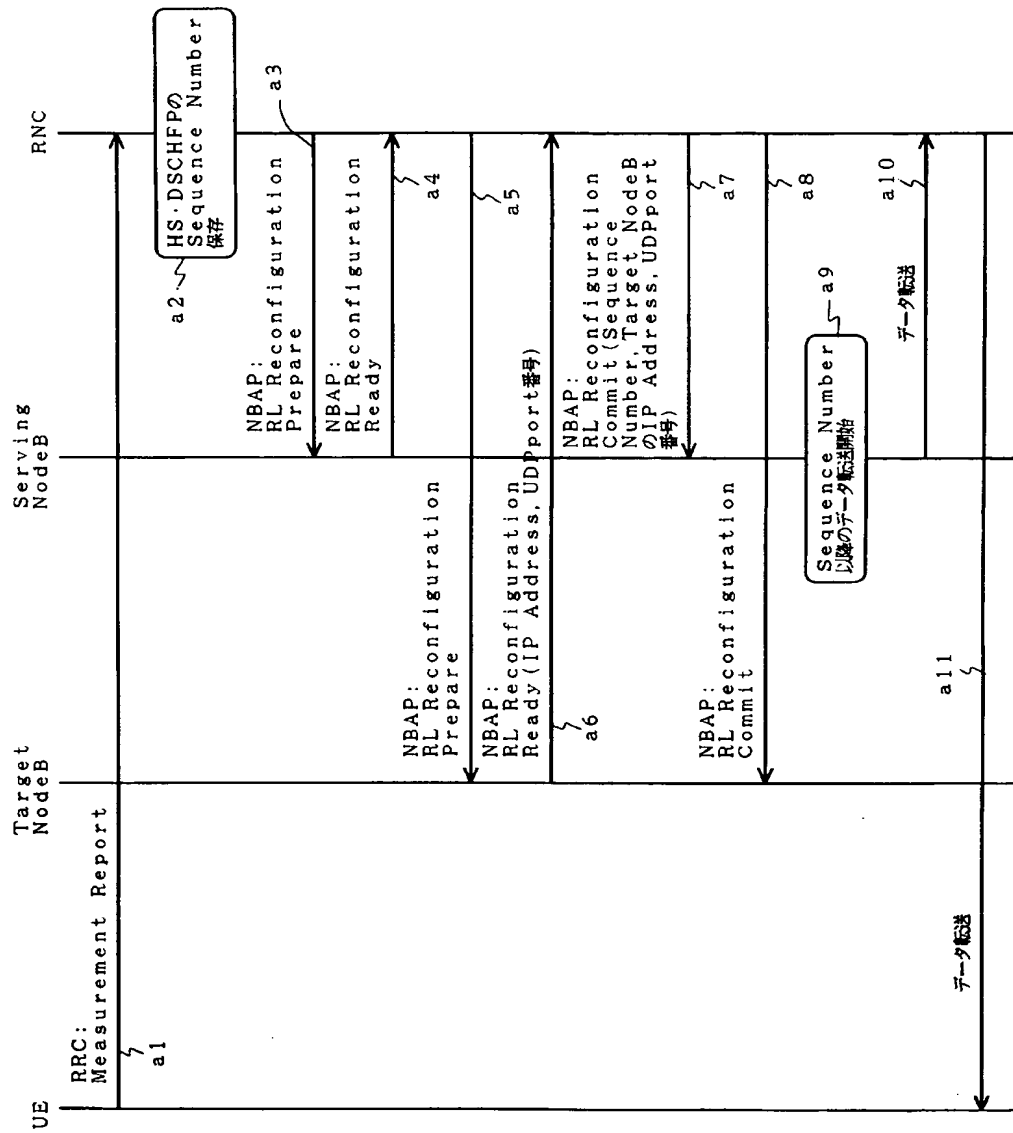 UE
Target
NodeB
Serving
NodeB
RNC
RRC:
Measurement Report
a1
a2
HS-DSCHFPの
Sequence Number
保存
NBAP:
RL Reconfiguration
Prepare
a3
NBAP:
RL Reconfiguration
Ready
a4
NBAP:
RL Reconfiguration
Prepare
a5
NBAP:
RL Reconfiguration
Ready(IP Address, UDPport番号)
a6
NBAP:
RL Reconfiguration
Commit(Sequence
Number, Target NodeB
のIP Address, UDPport
番号)
a7
NBAP:
RL Reconfiguration
Commit
a8
Sequence Number
以降のデータ転送開始
a9
データ転送
a10
データ転送
a11